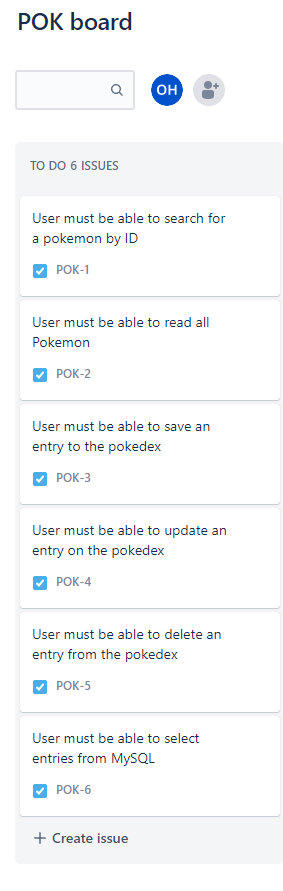 POK board
OH
TO DO 6 ISSUES
User must be able to search for
a pokemon by ID
POK-1
User must be able to read all
Pokemon
POK-2
User must be able to save an
entry to the pokedex
POK-3
User must be able to update an
entry on the pokedex
POK-4
User must be able to delete an
entry from the pokedex
POK-5
User must be able to select
entries from MySQL
POK-6
+ Create issue